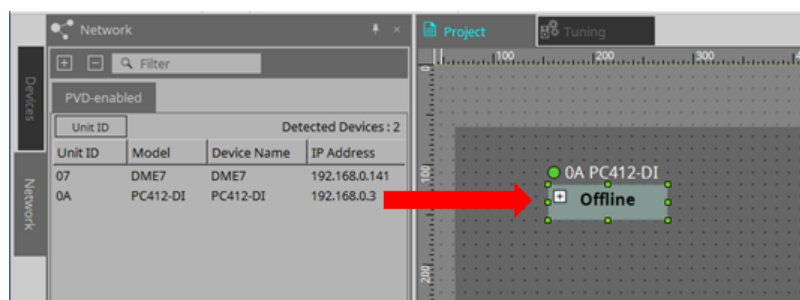 Network
Project
Tuning
Filter
100
200
300
0
Devices
PVD-enabled
Unit ID
Detected Devices : 2
Unit ID Model Device Name IP Address
07 DME7 DME7 192.168.0.141
0A PC412-DI PC412-DI 192.168.0.3
Network
100
0A PC412-DI
Offline
200